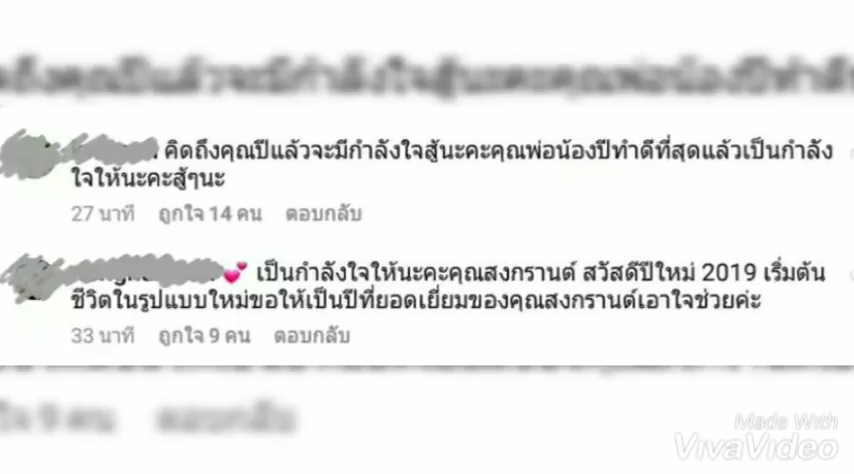 คิดถึงคุณปีแล้วจะมีกำลังใจสู้นะคะคุณพ่อน้องปีทำดีที่สุดแล้วเป็นกำลัง
ใจให้นะคะสู้ๆนะ
27 นาที ถูกใจ 14 คน ตอบกลับ
💕 เป็นกำลังใจให้นะคะคุณสงกรานต์ สวัสดีปีใหม่ 2019 เริ่มต้น
ชีวิตในรูปแบบใหม่ขอให้เป็นปีที่ยอดเยี่ยมของคุณสงกรานต์เอาใจช่วยค่ะ
33 นาที ถูกใจ 9 คน ตอบกลับ
Made With
VivaVideo